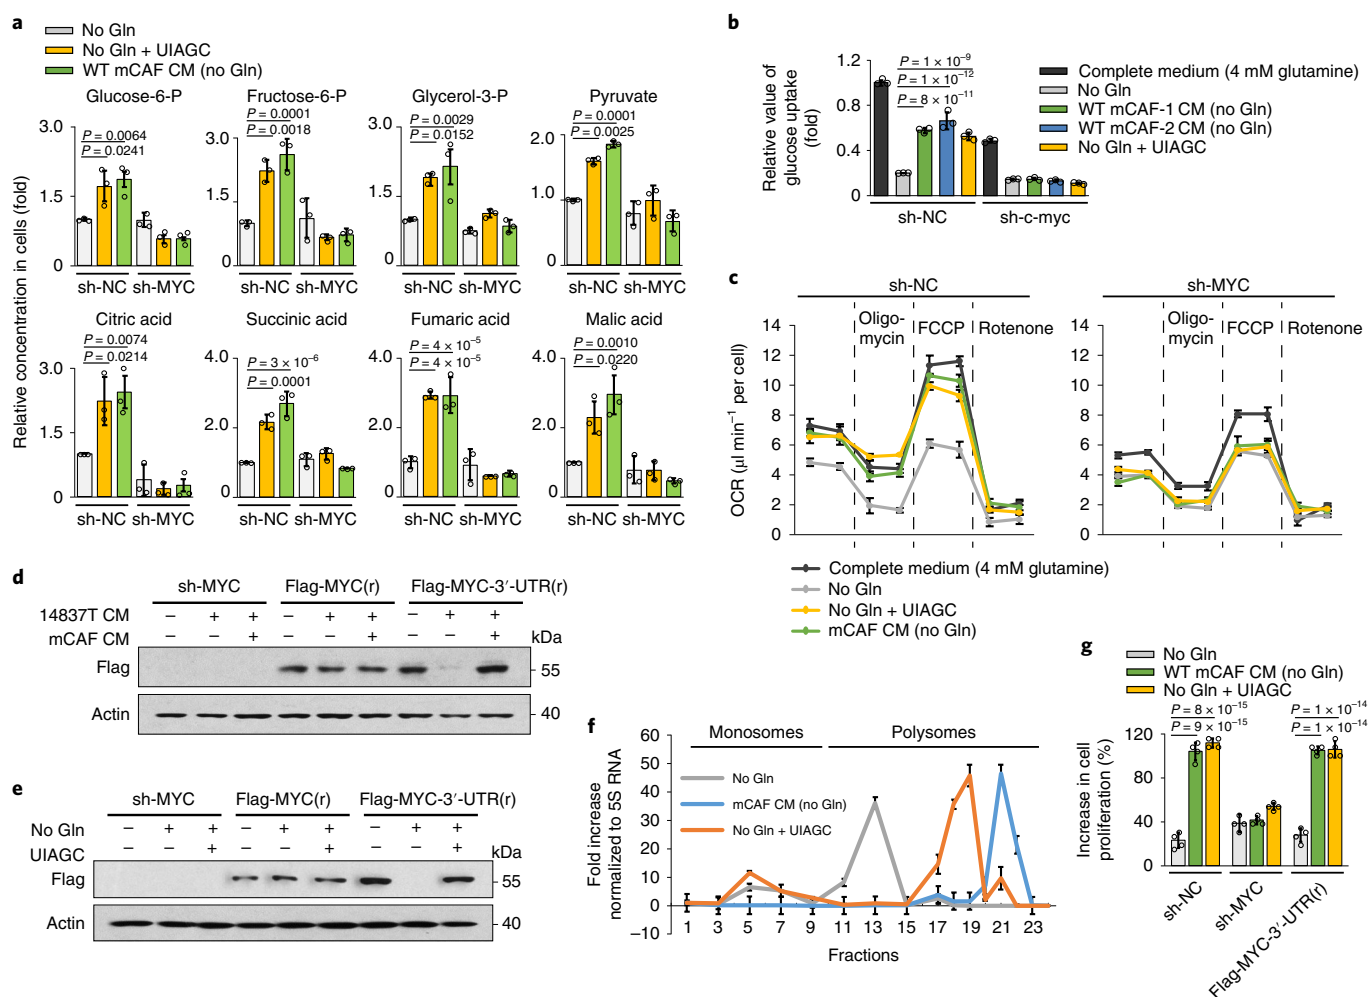 a
No Gln
No Gln + UIAGC
WT mCAF CM (no Gln)
Relative concentration in cells (fold)
Glucose-6-P
P = 0.0064
P = 0.0241
3.0
1.5
0
sh-NC sh-MYC
Fructose-6-P
P = 0.0001
P = 0.0018
3.0
1.5
0
sh-NC sh-MYC
Glycerol-3-P
P = 0.0029
P = 0.0152
3.0
1.5
0
sh-NC sh-MYC
Pyruvate
P = 0.0001
P = 0.0025
2.0
1.0
0
sh-NC sh-MYC
Citric acid
P = 0.0074
P = 0.0214
3.0
1.5
0
sh-NC sh-MYC
Succinic acid
P = 3 × 10⁻⁶
P = 0.0001
4.0
2.0
0
sh-NC sh-MYC
Fumaric acid
P = 4 × 10⁻⁵
P = 4 × 10⁻⁵
4.0
2.0
0
sh-NC sh-MYC
Malic acid
P = 0.0010
P = 0.0220
4.0
2.0
0
sh-NC sh-MYC
b
Relative value of
glucose uptake
(fold)
1.2
0.8
0.4
0
P = 1 × 10⁻⁹
P = 1 × 10⁻¹²
P = 8 × 10⁻¹¹
sh-NC sh-c-myc
Complete medium (4 mM glutamine)
No Gln
WT mCAF-1 CM (no Gln)
WT mCAF-2 CM (no Gln)
No Gln + UIAGC
c
sh-NC
Oligo-
mycin
FCCP
Rotenone
OCR (µl min⁻¹ per cell)
14
12
10
8
6
4
2
0
sh-MYC
Oligo-
mycin
FCCP
Rotenone
14
12
10
8
6
4
2
0
Complete medium (4 mM glutamine)
No Gln
No Gln + UIAGC
mCAF CM (no Gln)
d
sh-MYC Flag-MYC(r) Flag-MYC-3′-UTR(r)
14837T CM – + + – + + – + +
mCAF CM – – + – – + – – + kDa
Flag 55
Actin 40
e
sh-MYC Flag-MYC(r) Flag-MYC-3′-UTR(r)
No Gln – + + – + + – + +
UIAGC – – + – – + – – + kDa
Flag 55
Actin 40
f
Monosomes Polysomes
Fold increase
normalized to 5S RNA
60
50
40
30
20
10
0
–10
No Gln
mCAF CM (no Gln)
No Gln + UIAGC
1 3 5 7 9 11 13 15 17 19 21 23
Fractions
g
No Gln
WT mCAF CM (no Gln)
No Gln + UIAGC
P = 8 × 10⁻¹⁵ P = 1 × 10⁻¹⁴
P = 9 × 10⁻¹⁵ P = 1 × 10⁻¹⁴
Increase in cell
proliferation (%)
120
80
40
0
sh-NC
sh-MYC
Flag-MYC-3′-UTR(r)